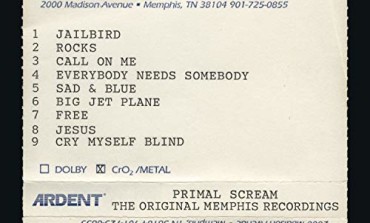 2000 Madison Avenue • Memphis, TN 38104 901-725-0855
1 JAILBIRD
2 ROCKS
3 CALL ON ME
4 EVERYBODY NEEDS SOMEBODY
5 SAD & BLUE
6 BIG JET PLANE
7 FREE
8 JESUS
9 CRY MYSELF BLIND
☐ DOLBY ☒ CrO₂/METAL
ARDENT PRIMAL SCREAM
THE ORIGINAL MEMPHIS RECORDINGS